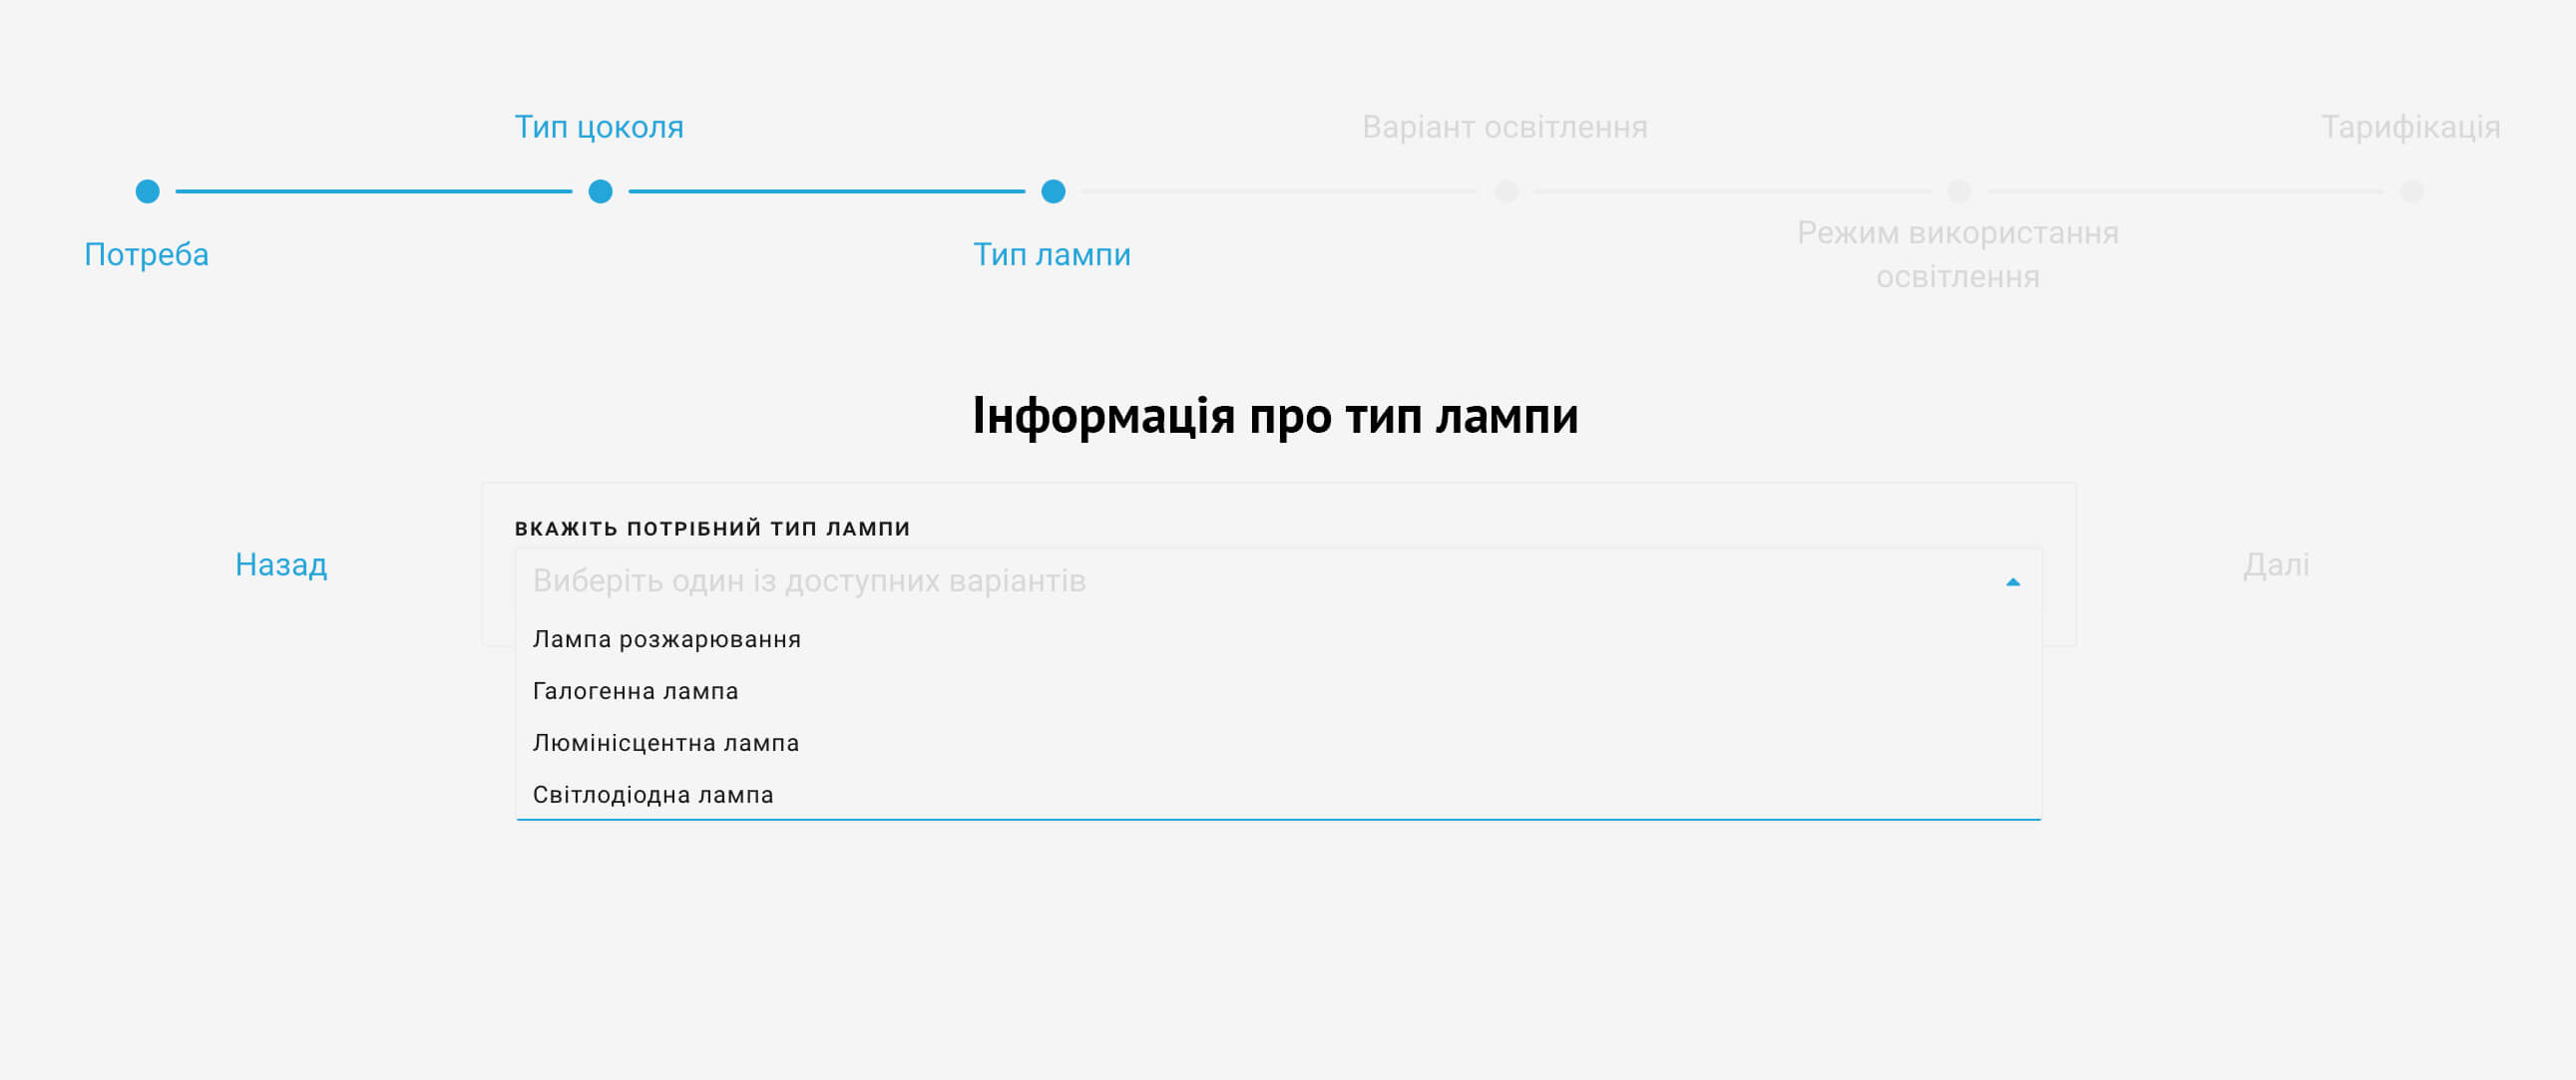 Тип цоколя
Варіант освітлення
Тарифікація
Потреба
Тип лампи
Режим використання
освітлення
Інформація про тип лампи
ВКАЖІТЬ ПОТРІБНИЙ ТИП ЛАМПИ
Назад
Виберіть один із доступних варіантів
Далі
Лампа розжарювання
Галогенна лампа
Люмінісцентна лампа
Світлодіодна лампа